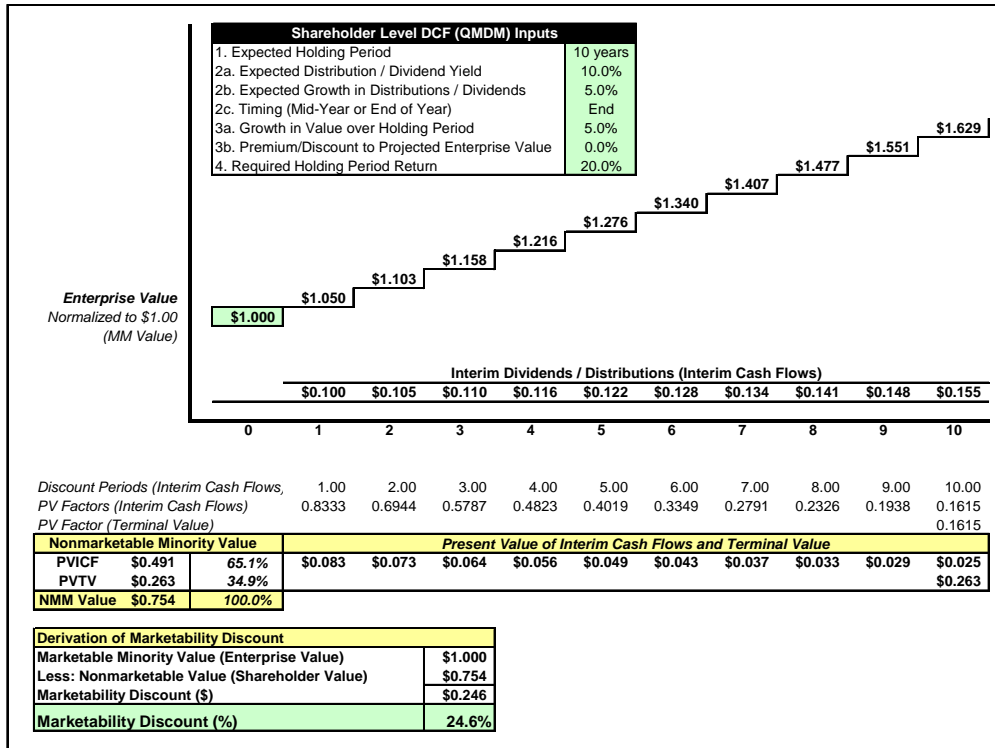 Shareholder Level DCF (QMDM) Inputs
1. Expected Holding Period 10 years
2a. Expected Distribution / Dividend Yield 10.0%
2b. Expected Growth in Distributions / Dividends 5.0%
2c. Timing (Mid-Year or End of Year) End
3a. Growth in Value over Holding Period 5.0%
3b. Premium/Discount to Projected Enterprise Value 0.0%
4. Required Holding Period Return 20.0%
$1.629
$1.551
$1.477
$1.407
$1.340
$1.276
$1.216
$1.158
$1.103
Enterprise Value $1.050
Normalized to $1.00 $1.000
(MM Value)
Interim Dividends / Distributions (Interim Cash Flows)
$0.100 $0.105 $0.110 $0.116 $0.122 $0.128 $0.134 $0.141 $0.148 $0.155
0 1 2 3 4 5 6 7 8 9 10
Discount Periods (Interim Cash Flows) 1.00 2.00 3.00 4.00 5.00 6.00 7.00 8.00 9.00 10.00
PV Factors (Interim Cash Flows) 0.8333 0.6944 0.5787 0.4823 0.4019 0.3349 0.2791 0.2326 0.1938 0.1615
PV Factor (Terminal Value) 0.1615
Nonmarketable Minority Value Present Value of Interim Cash Flows and Terminal Value
PVICF $0.491 65.1% $0.083 $0.073 $0.064 $0.056 $0.049 $0.043 $0.037 $0.033 $0.029 $0.025
PVTV $0.263 34.9% $0.263
NMM Value $0.754 100.0%
Derivation of Marketability Discount
Marketable Minority Value (Enterprise Value) $1.000
Less: Nonmarketable Value (Shareholder Value) $0.754
Marketability Discount ($) $0.246
Marketability Discount (%) 24.6%